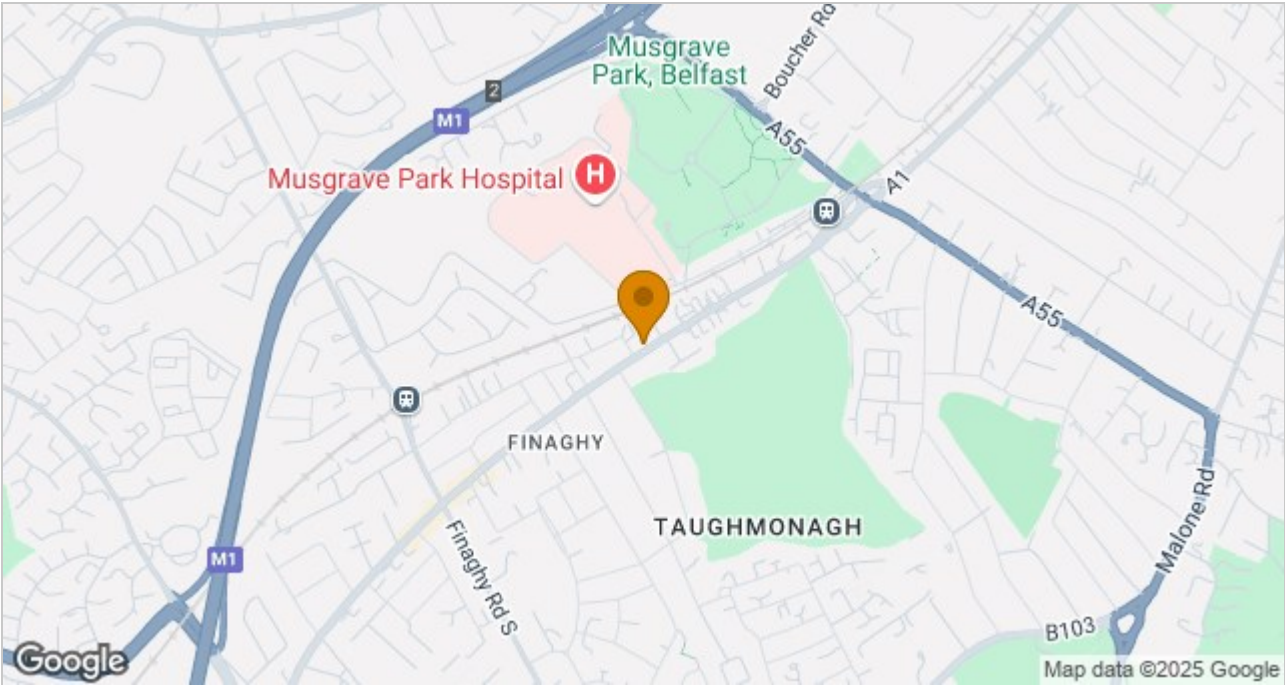 Musgrave
Park, Belfast
Boucher Rd
2
M1
A55
Musgrave Park Hospital
H
A1
A55
FINAGHY
TAUGHMONAGH
Malone Rd
Finaghy Rd S
M1
B103
Google
Map data ©2025 Google